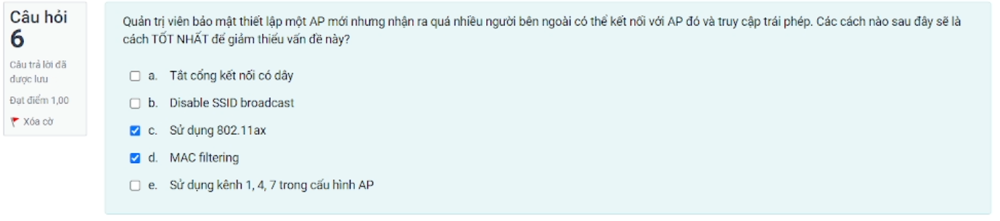 Câu hỏi
6
Câu trả lời đã
được lưu
Đạt điểm 1,00
Xóa cờ
Quản trị viên bảo mật thiết lập một AP mới nhưng nhận ra quá nhiều người bên ngoài có thể kết nối với AP đó và truy cập trái phép. Các cách nào sau đây sẽ là
cách TỐT NHẤT để giảm thiểu vấn đề này?
a. Tắt cổng kết nối có dây
b. Disable SSID broadcast
c. Sử dụng 802.11ax
d. MAC filtering
e. Sử dụng kênh 1, 4, 7 trong cấu hình AP